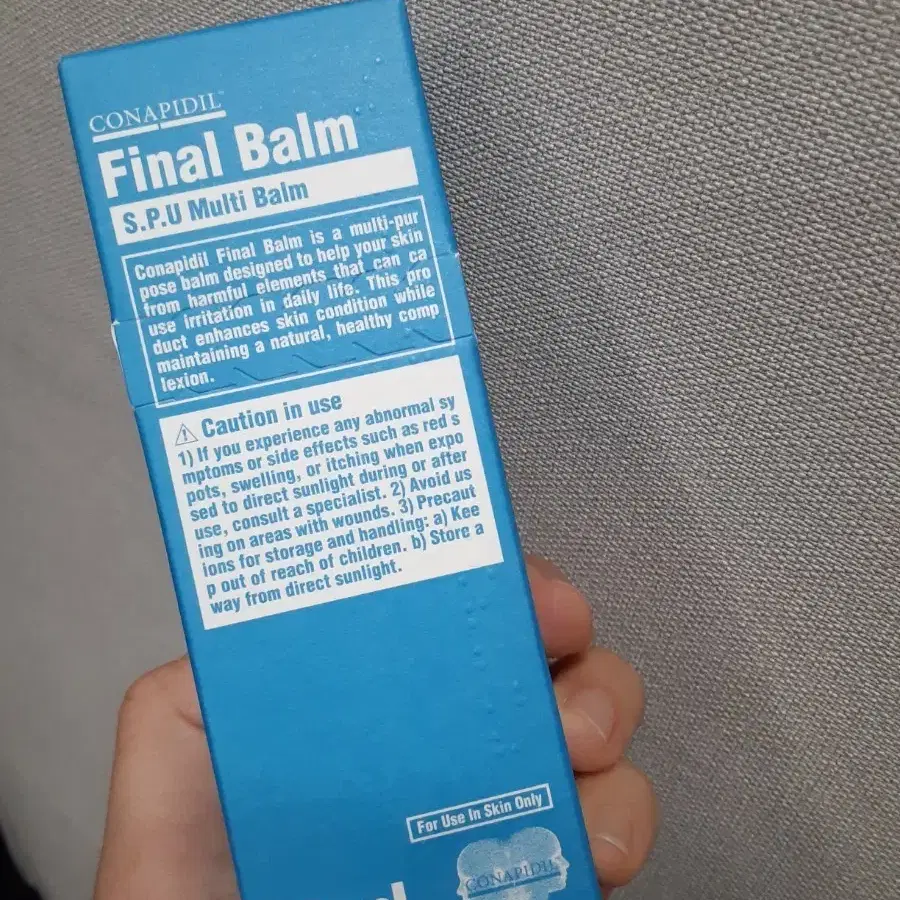 CONAPIDIL™
Final Balm
S.P.U Multi Balm
Conapidil Final Balm is a multi-pur
pose balm designed to help your skin
from harmful elements that can ca
use irritation in daily life. This pro
duct enhances skin condition while
maintaining a natural, healthy comp
lexion.
⚠ Caution in use
1) If you experience any abnormal sy
mptoms or side effects such as red s
pots, swelling, or itching when expo
sed to direct sunlight during or after
use, consult a specialist. 2) Avoid us
ing on areas with wounds. 3) Precaut
ions for storage and handling: a) Kee
p out of reach of children. b) Store a
way from direct sunlight.
For Use In Skin Only
CONAPIDIL